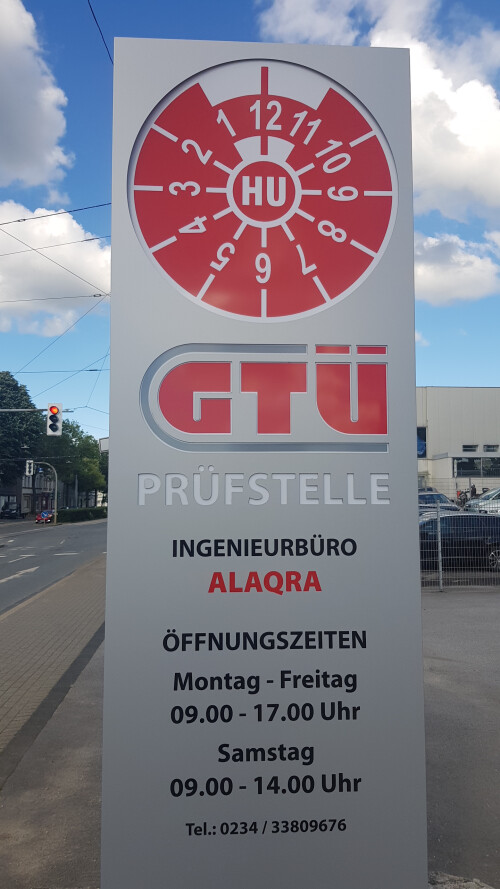 12
1
11
2
10
3
HU
9
4
8
5
7
6
GTÜ
PRÜFSTELLE
INGENIEURBÜRO
ALAQRA
ÖFFNUNGSZEITEN
Montag - Freitag
09.00 - 17.00 Uhr
Samstag
09.00 - 14.00 Uhr
Tel.: 0234 / 33809676